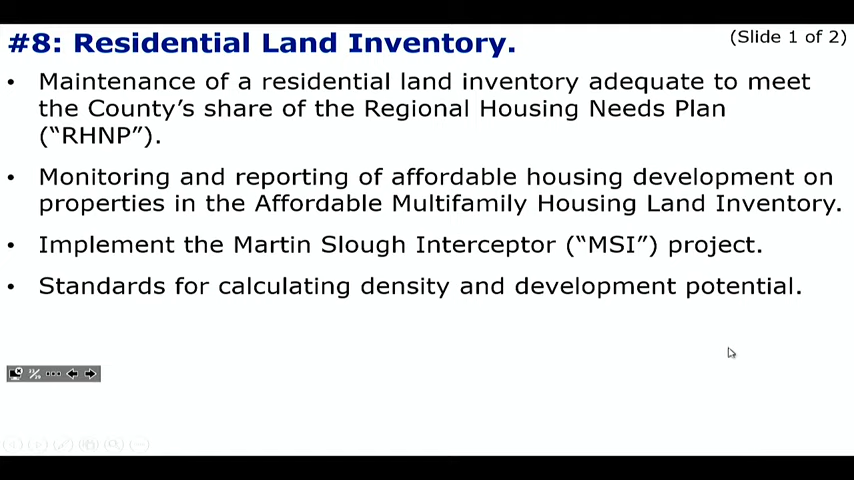 #8: Residential Land Inventory.
(Slide 1 of 2)
• Maintenance of a residential land inventory adequate to meet
the County's share of the Regional Housing Needs Plan
("RHNP").
• Monitoring and reporting of affordable housing development on
properties in the Affordable Multifamily Housing Land Inventory.
• Implement the Martin Slough Interceptor ("MSI") project.
• Standards for calculating density and development potential.